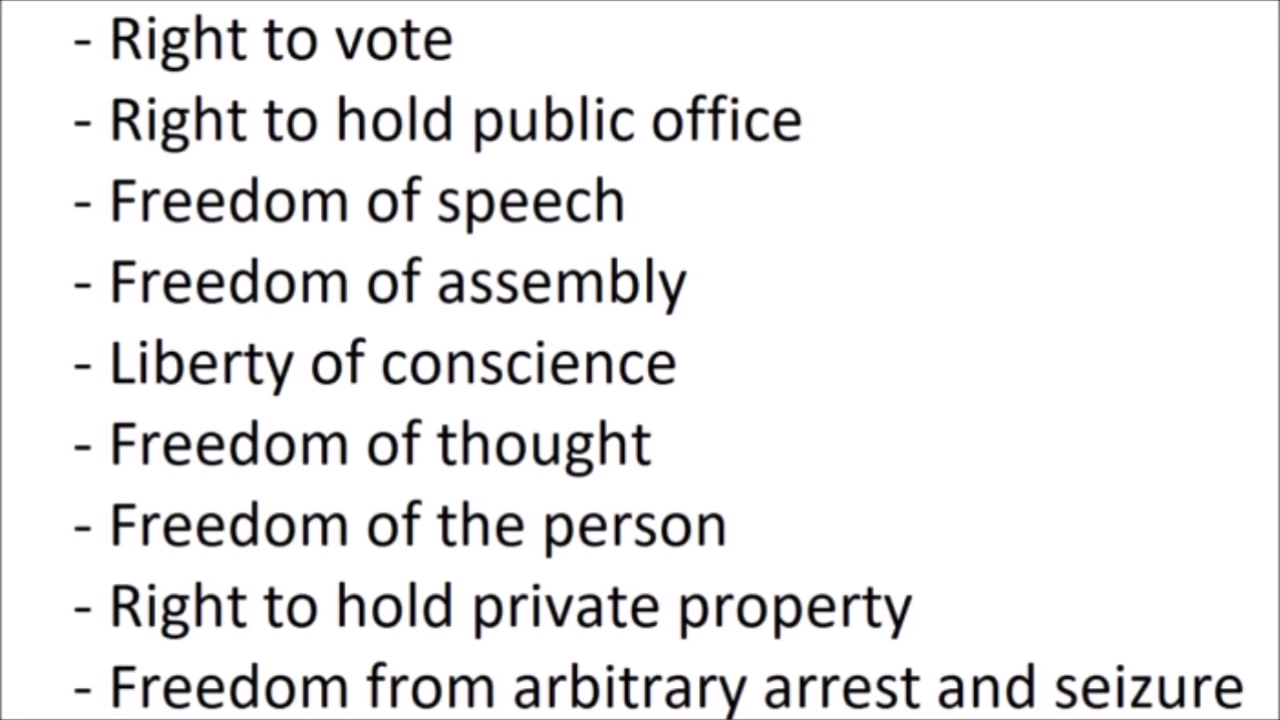 - Right to vote
- Right to hold public office
- Freedom of speech
- Freedom of assembly
- Liberty of conscience
- Freedom of thought
- Freedom of the person
- Right to hold private property
- Freedom from arbitrary arrest and seizure